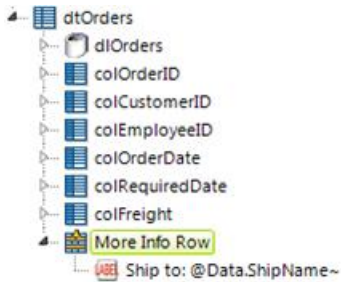 dtOrders
dlOrders
colOrderID
colCustomerID
colEmployeeID
colOrderDate
colRequiredDate
colFreight
More Info Row
LABEL Ship to: @Data.ShipName~